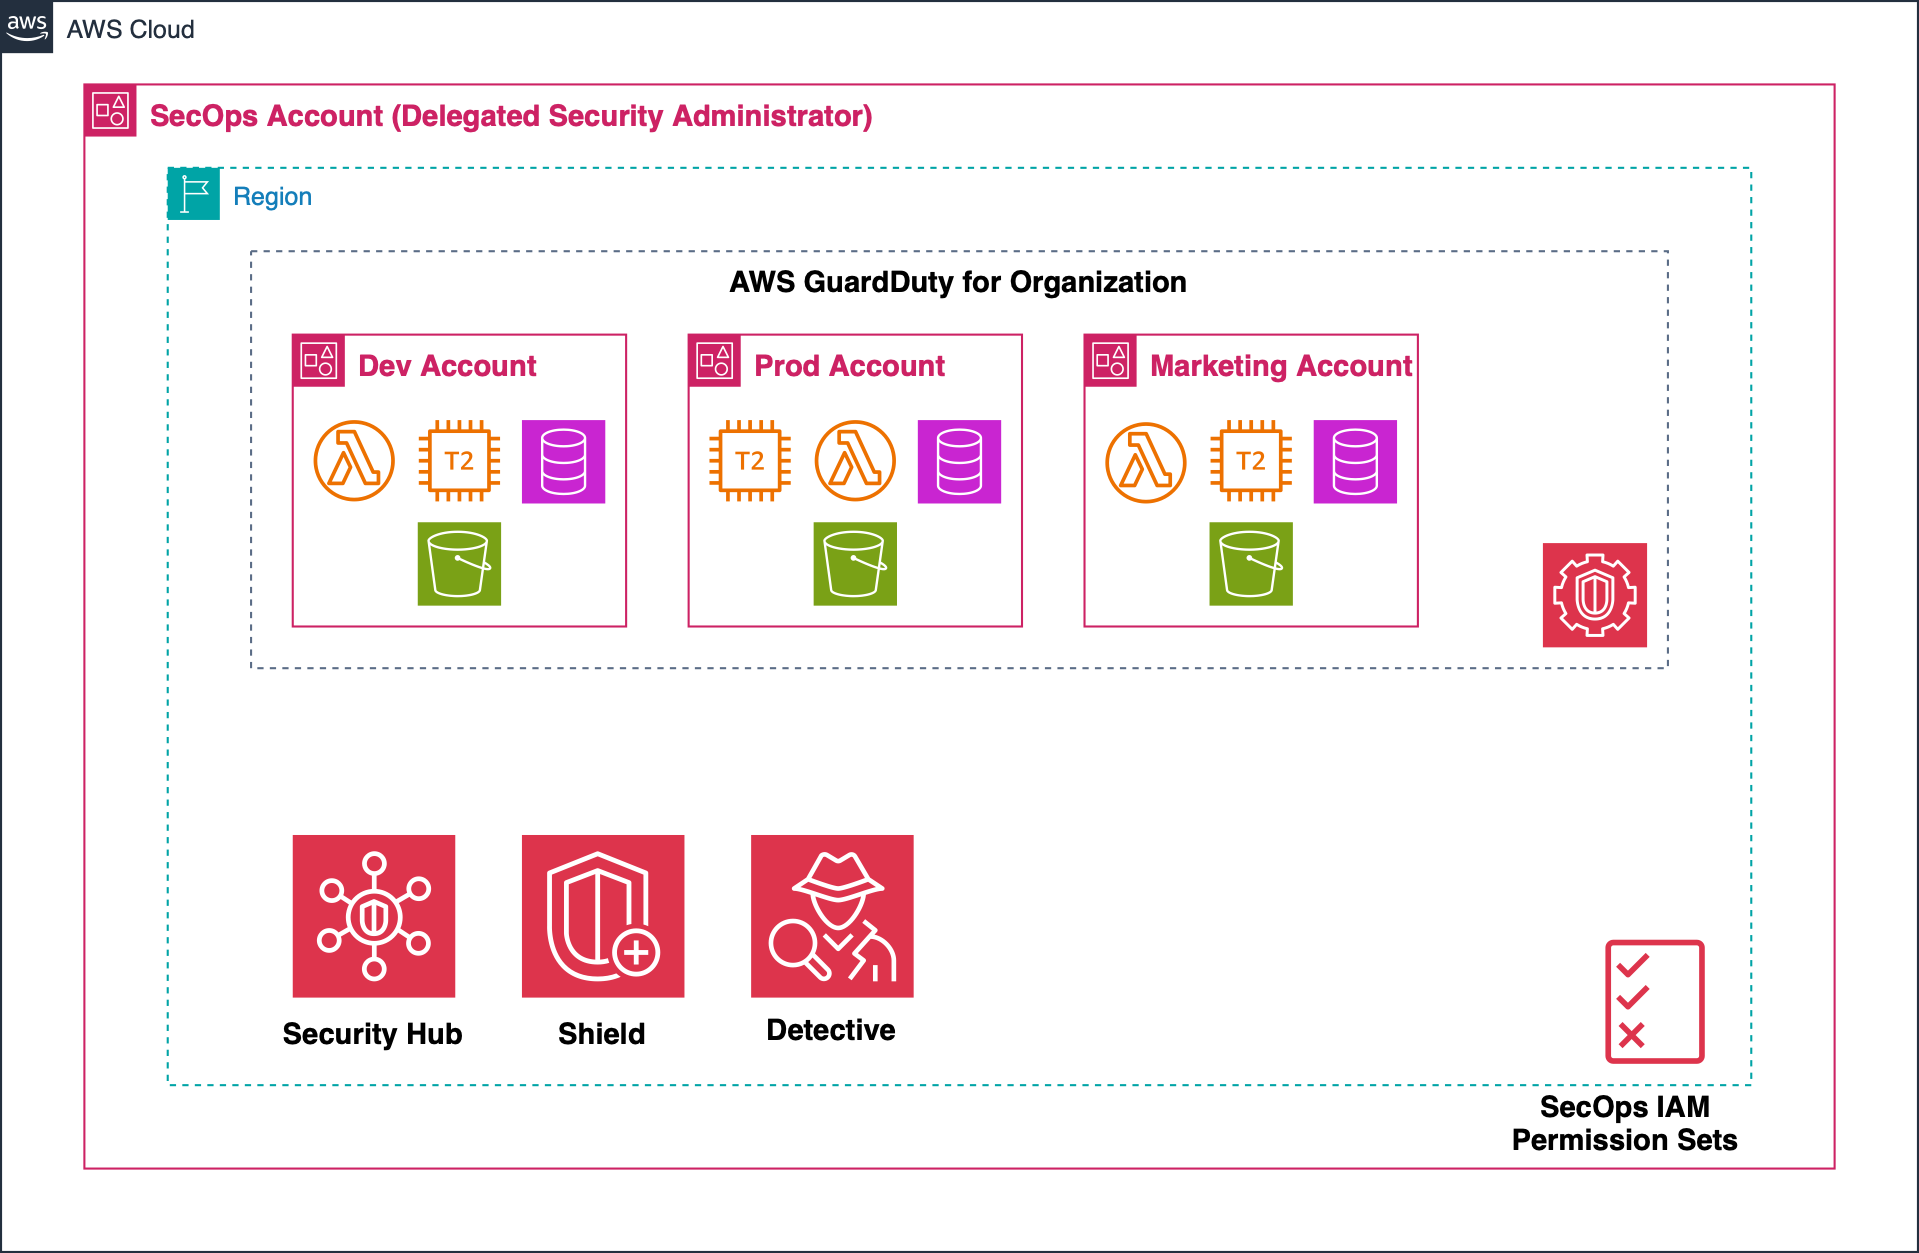 aws
AWS Cloud
SecOps Account (Delegated Security Administrator)
Region
AWS GuardDuty for Organization
Dev Account
Prod Account
Marketing Account
T2
T2
T2
Security Hub
Shield
Detective
SecOps IAM
Permission Sets